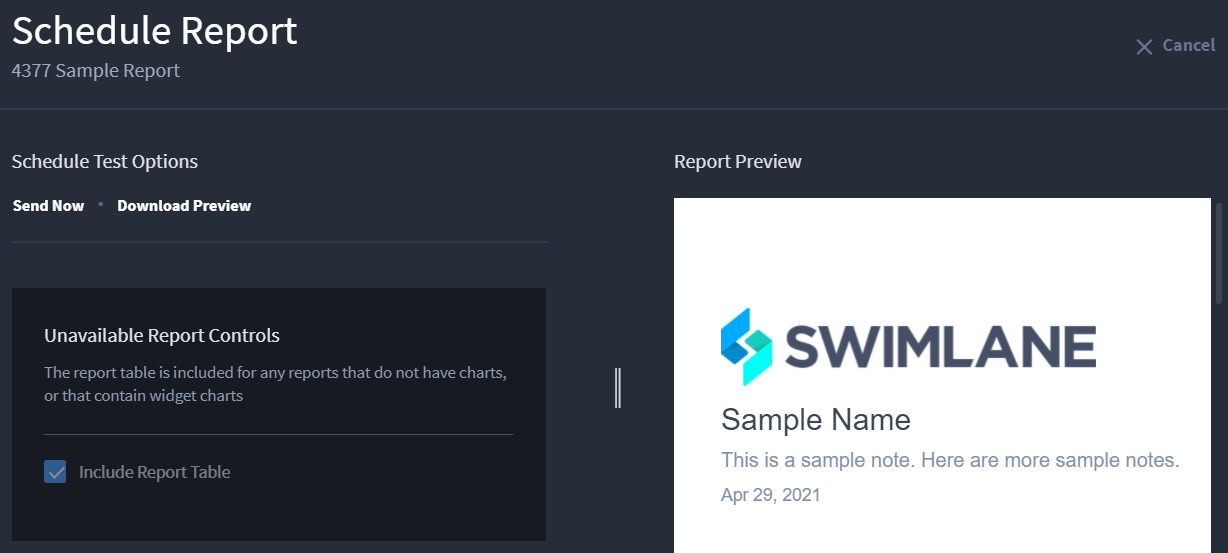 Schedule Report
4377 Sample Report
Cancel
Schedule Test Options
Send Now • Download Preview
Unavailable Report Controls
The report table is included for any reports that do not have charts,
or that contain widget charts
Include Report Table
Report Preview
SWIMLANE
Sample Name
This is a sample note. Here are more sample notes.
Apr 29, 2021